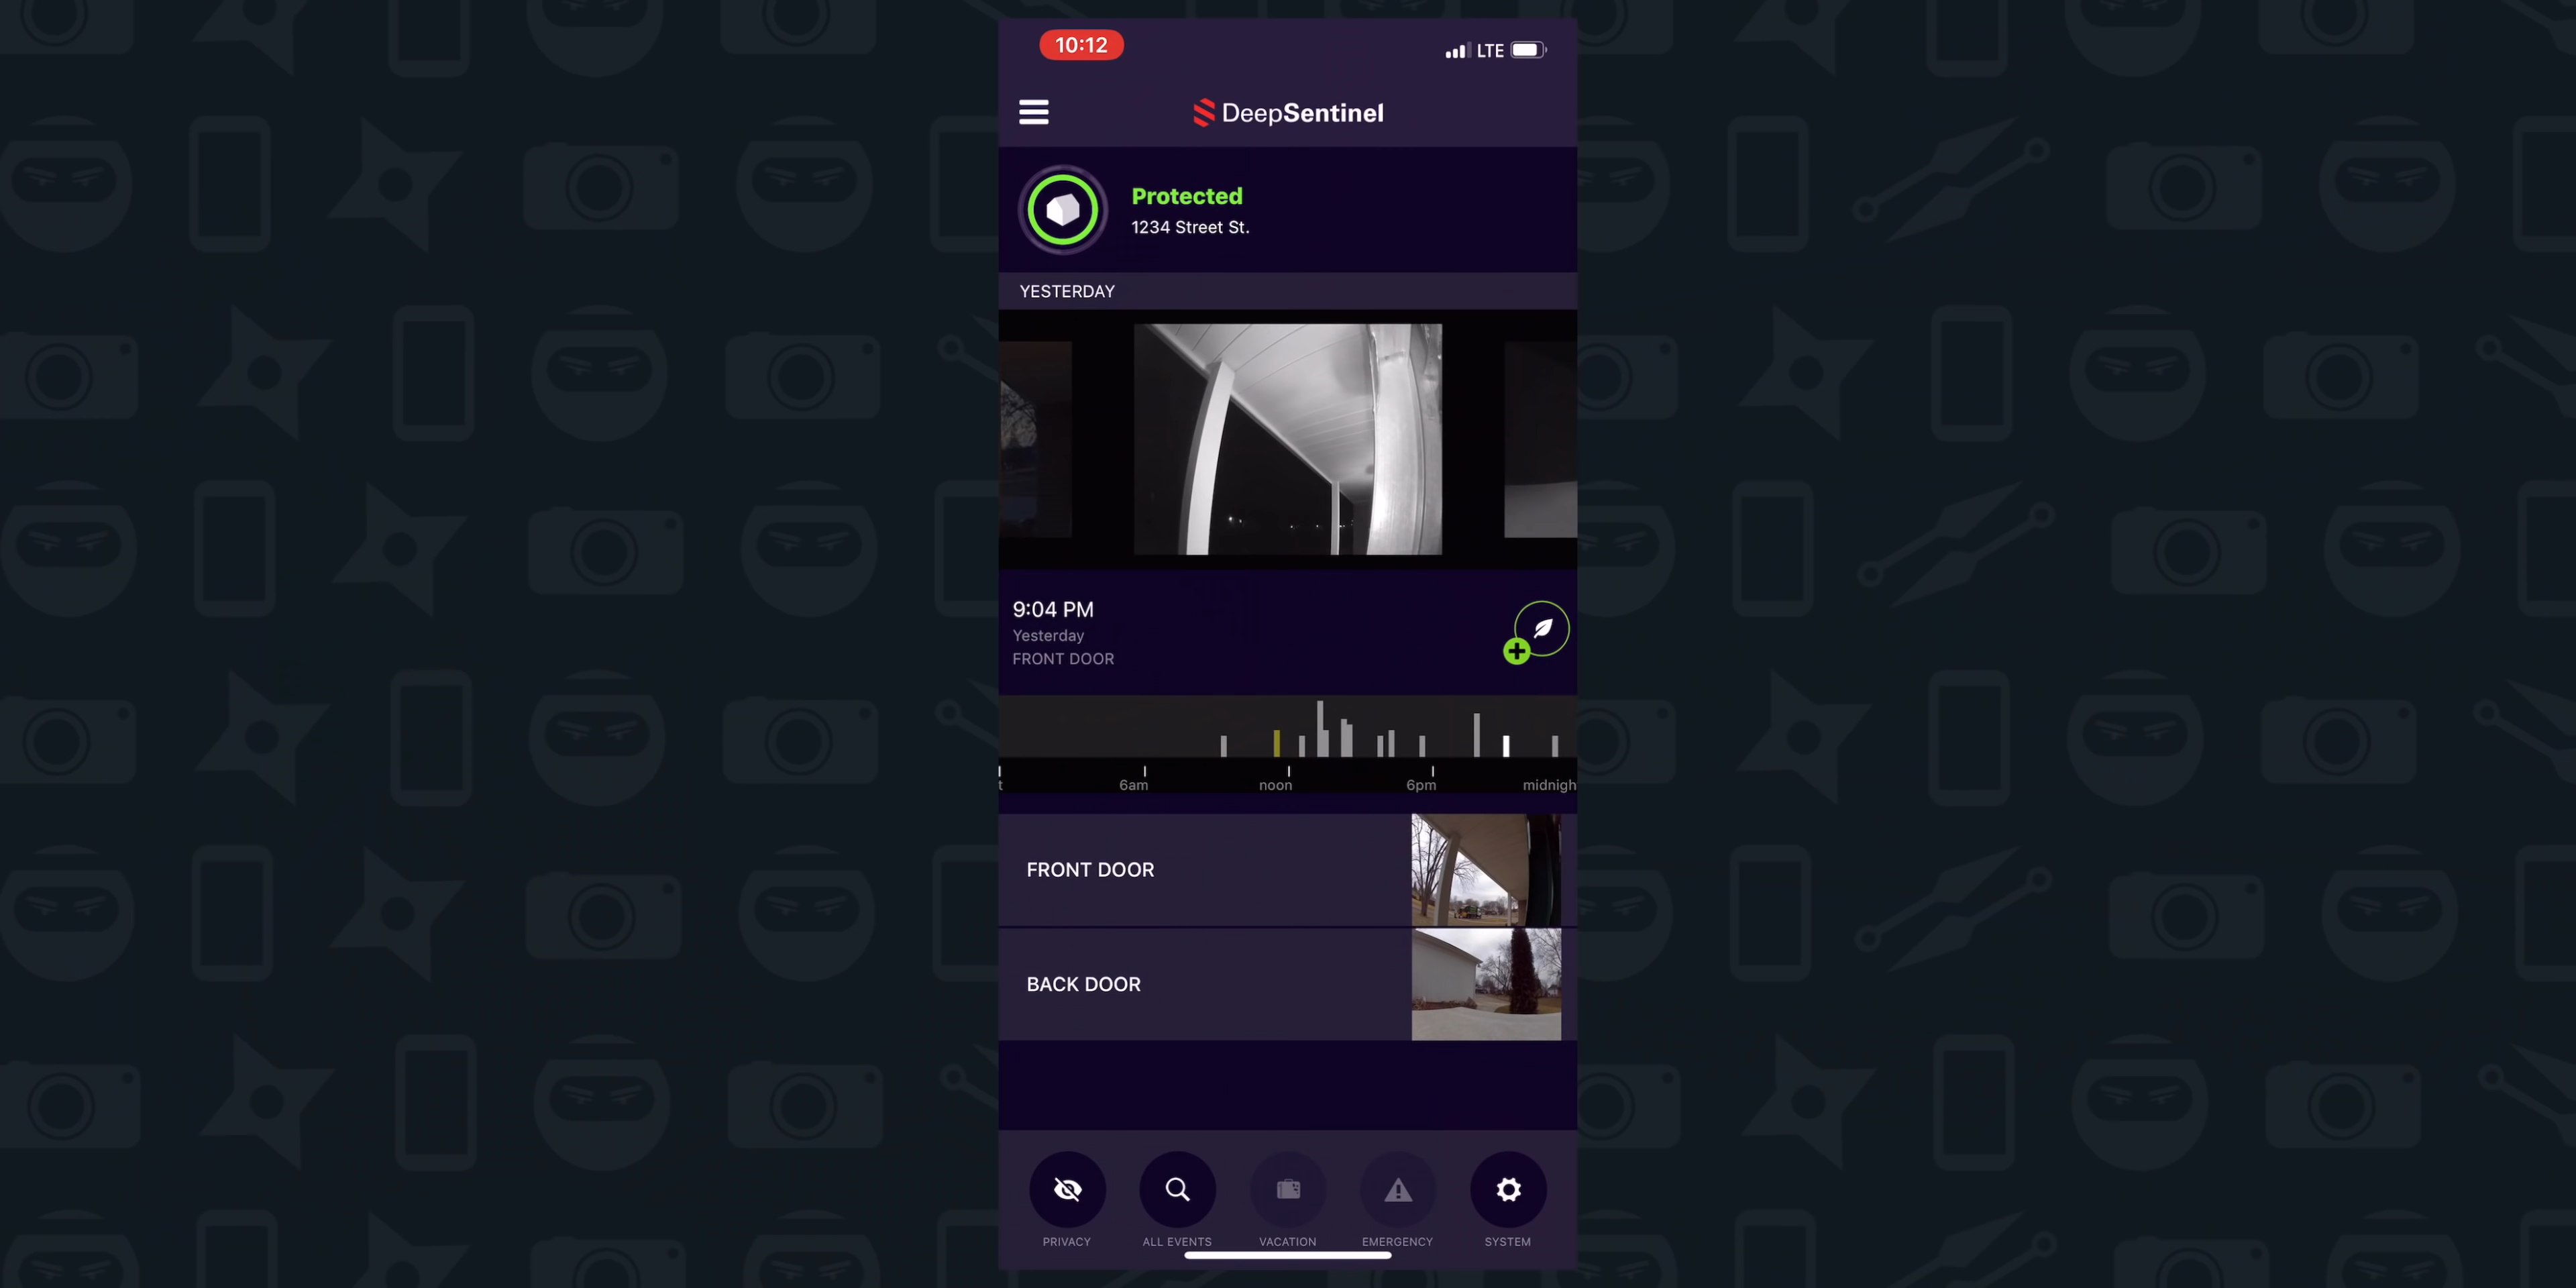 10:12
LTE
DeepSentinel
Protected
1234 Street St.
YESTERDAY
9:04 PM
Yesterday
FRONT DOOR
t 6am noon 6pm midnigh
FRONT DOOR
BACK DOOR
PRIVACY ALL EVENTS VACATION EMERGENCY SYSTEM